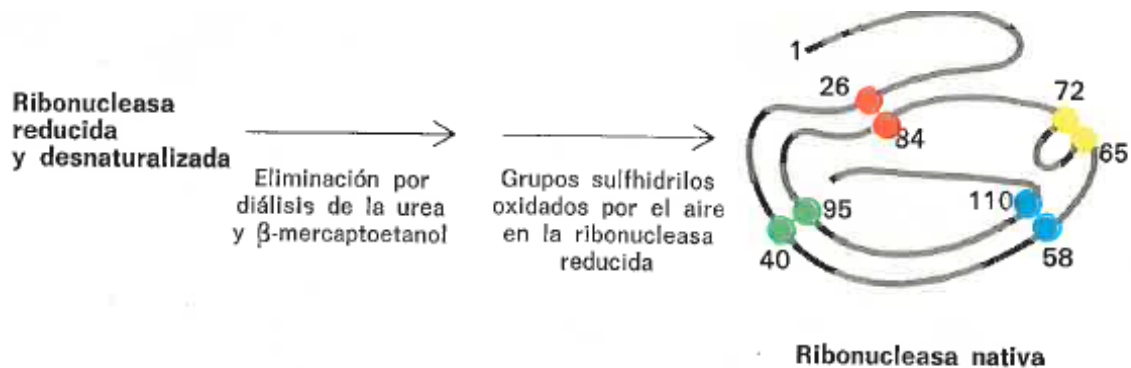 Ribonucleasa
reducida
y desnaturalizada
Eliminación por
diálisis de la urea
y β-mercaptoetanol
Grupos sulfhidrilos
oxidados por el aire
en la ribonucleasa
reducida
1
26
72
84
65
95
110
40
58
Ribonucleasa nativa